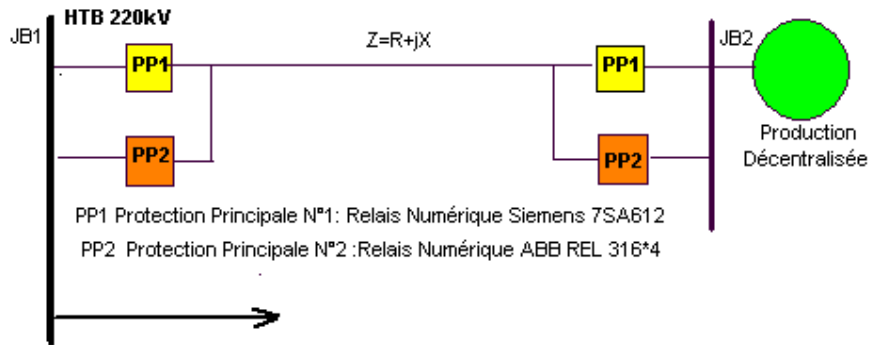 HTB 220kV
JB1
Z=R+jX
JB2
PP1
PP1
PP2
PP2
Production
Décentralisée
PP1 Protection Principale N°1: Relais Numérique Siemens 7SA612
PP2 Protection Principale N°2 :Relais Numérique ABB REL 316*4